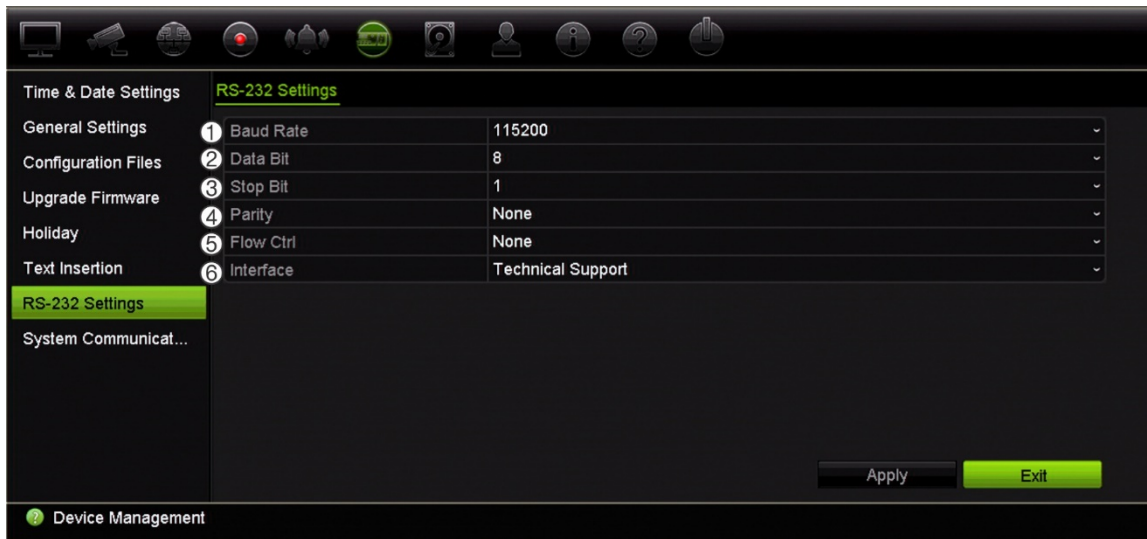 Time & Date Settings
RS-232 Settings
General Settings
① Baud Rate 115200
Configuration Files
② Data Bit 8
Upgrade Firmware
③ Stop Bit 1
④ Parity None
Holiday
⑤ Flow Ctrl None
Text Insertion
⑥ Interface Technical Support
RS-232 Settings
System Communicat...
Apply Exit
Device Management